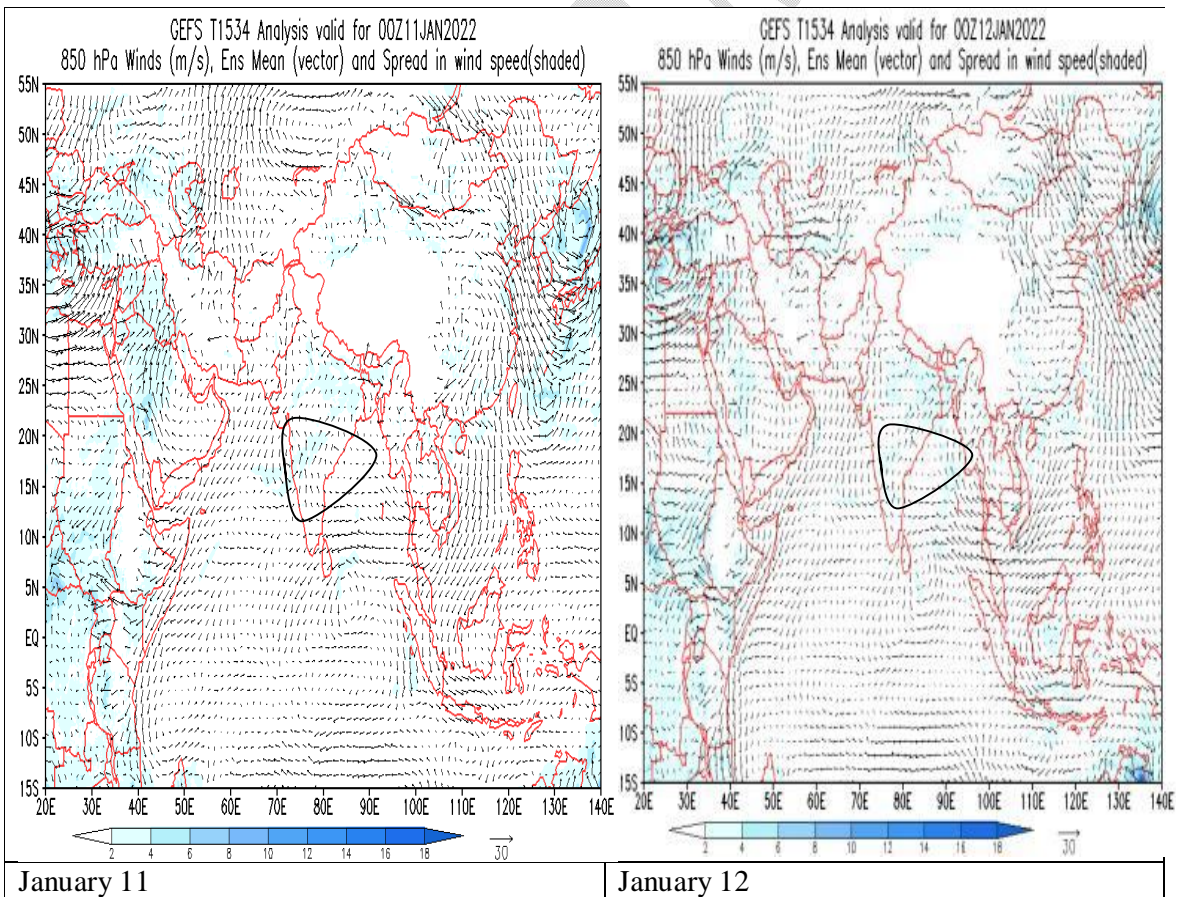 GEFS T1534 Analysis valid for 00Z11JAN2022
850 hPa Winds (m/s), Ens Mean (vector) and Spread in wind speed(shaded)
55N
50N
45N
40N
35N
30N
25N
20N
15N
10N
5N
EQ
5S
10S
15S
20E 30E 40E 50E 60E 70E 80E 90E 100E 110E 120E 130E 140E
2 4 6 8 10 12 14 16 18
30
January 11
GEFS T1534 Analysis valid for 00Z12JAN2022
850 hPa Winds (m/s), Ens Mean (vector) and Spread in wind speed(shaded)
55N
50N
45N
40N
35N
30N
25N
20N
15N
10N
5N
EQ
5S
10S
15S
20E 30E 40E 50E 60E 70E 80E 90E 100E 110E 120E 130E 140E
2 4 6 8 10 12 14 16 18
30
January 12